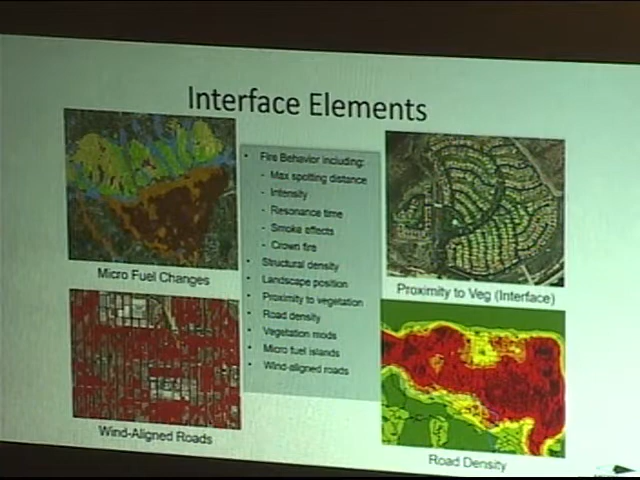 Interface Elements
Micro Fuel Changes
Wind-Aligned Roads
• Fire Behavior including:
- Max spotting distance
- Intensity
- Resonance time
- Smoke effects
- Crown fire
• Structural density
• Landscape position
• Proximity to vegetation
• Road density
• Vegetation mods
• Micro fuel islands
• Wind-aligned roads
Proximity to Veg (Interface)
Road Density